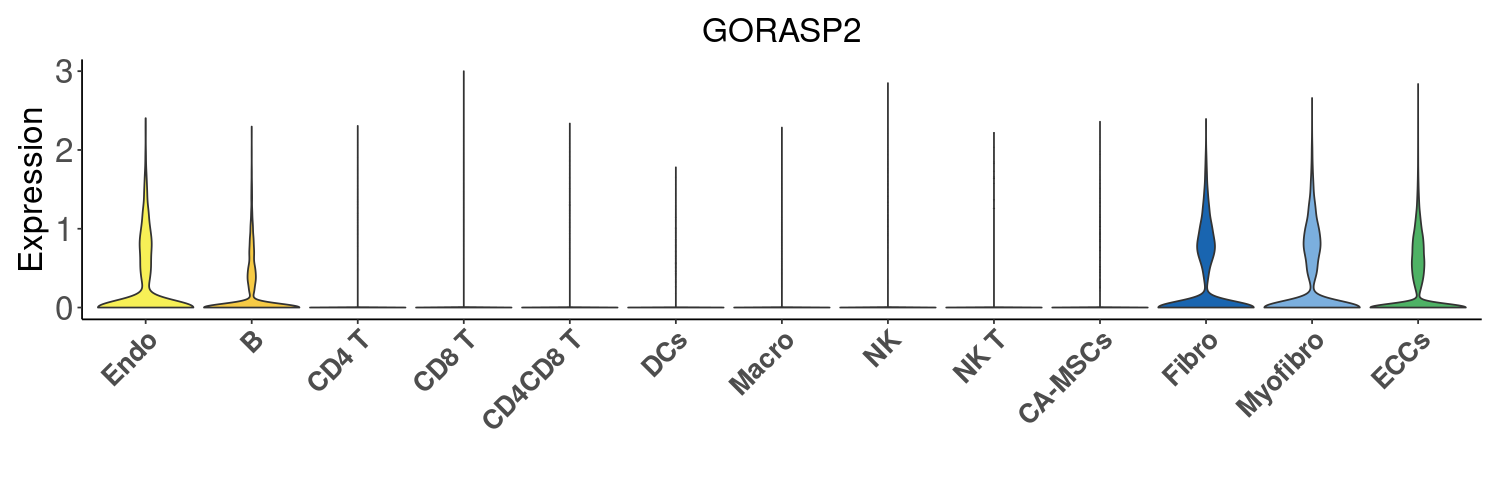 GORASP2
Expression
3
2
1
0
Endo
B
CD4 T
CD8 T
CD4CD8 T
DCs
Macro
NK
NK T
CA-MSCs
Fibro
Myofibro
ECCs